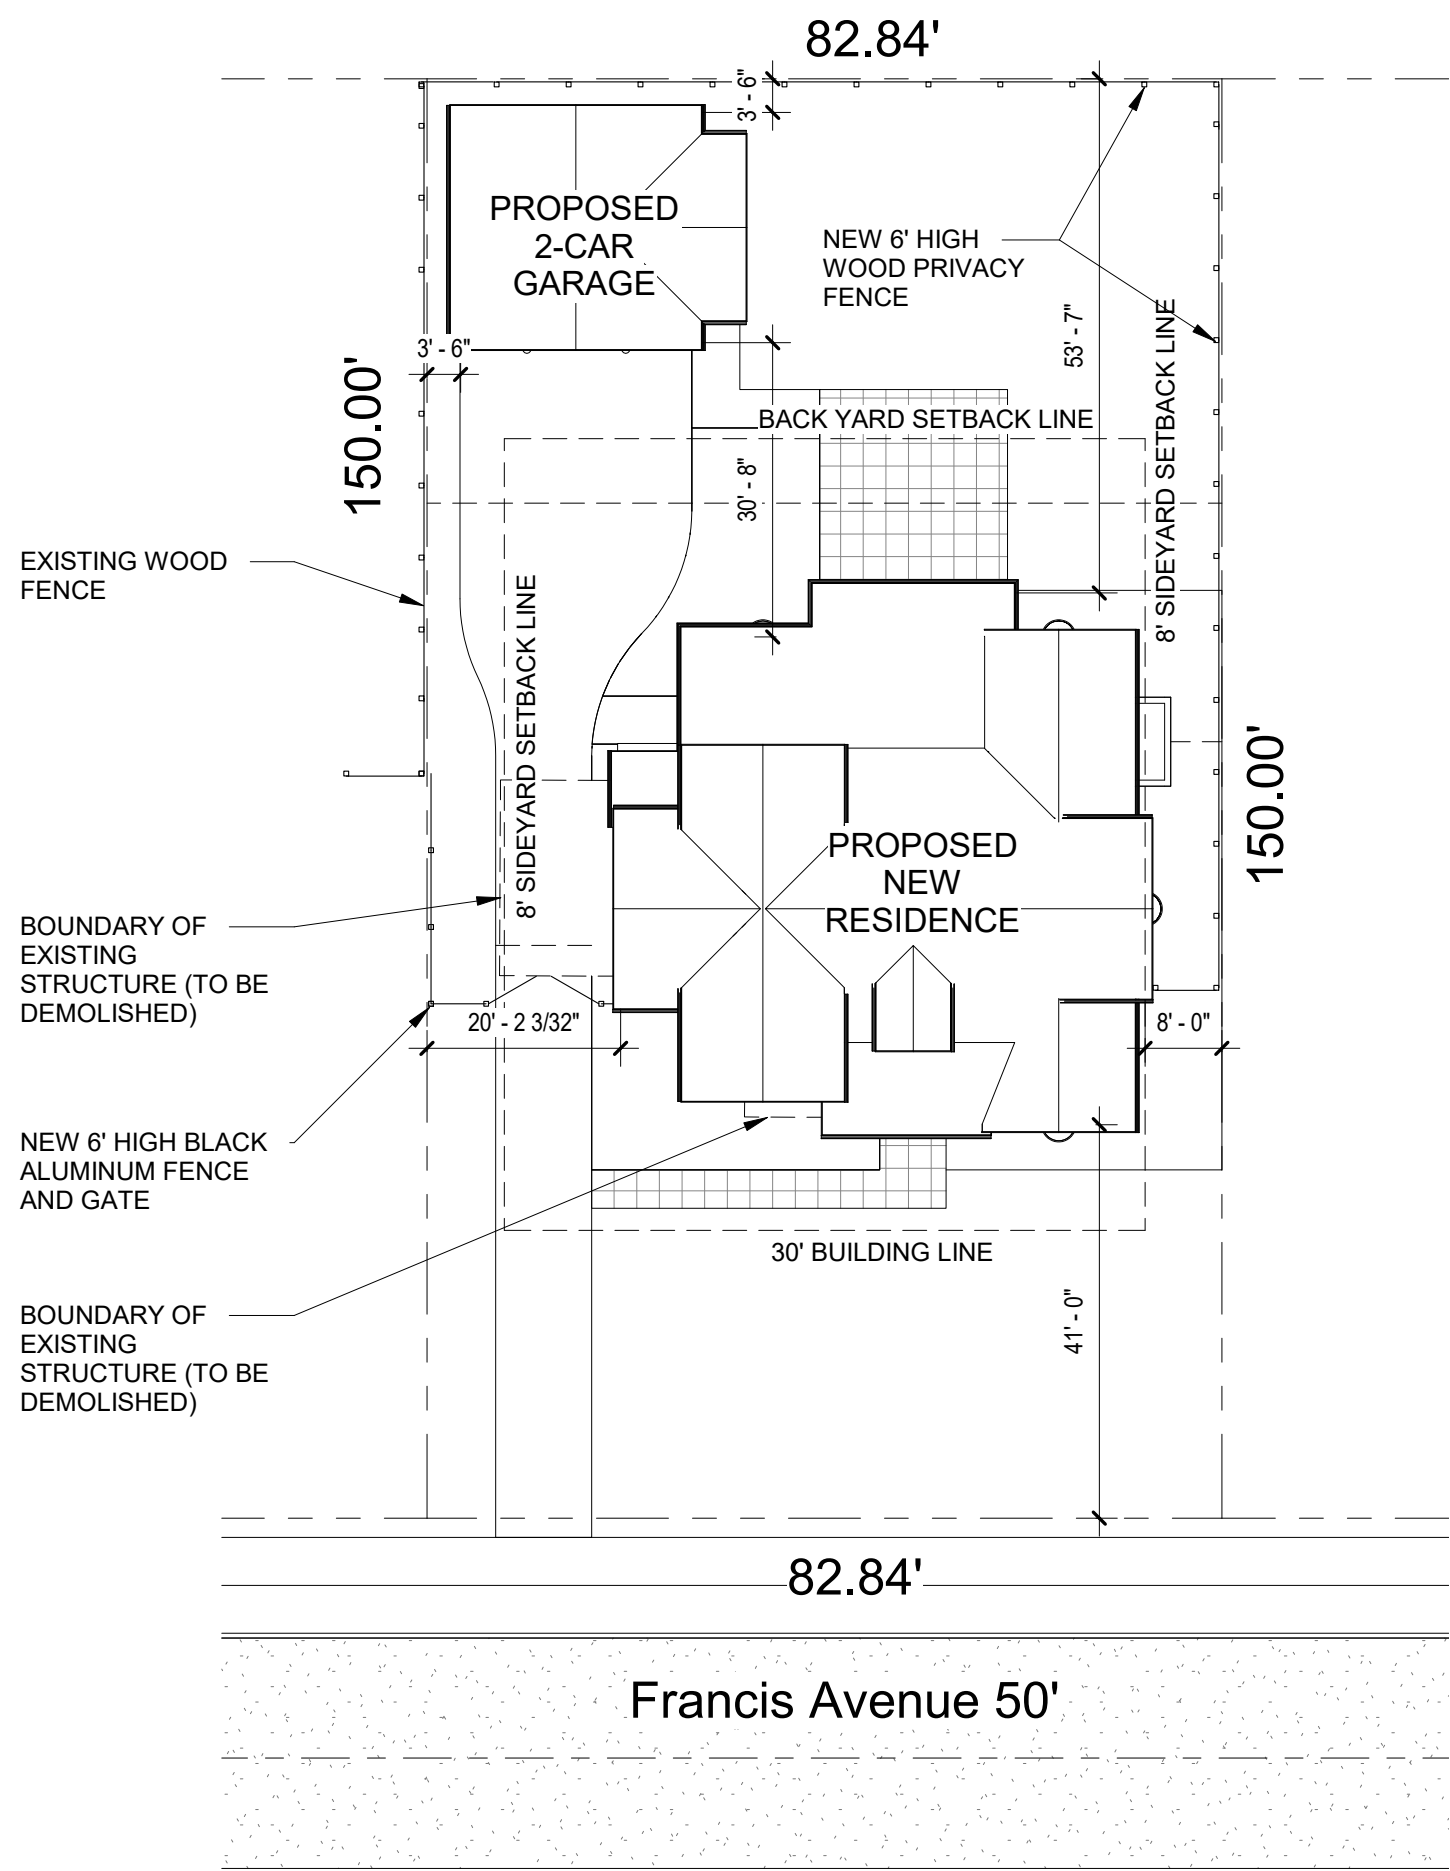 82.84'
3' - 6"
PROPOSED
2-CAR
GARAGE
NEW 6' HIGH
WOOD PRIVACY
FENCE
53' - 7"
8' SIDEYARD SETBACK LINE
3' - 6"
150.00'
BACK YARD SETBACK LINE
30' - 8"
EXISTING WOOD
FENCE
8' SIDEYARD SETBACK LINE
150.00'
PROPOSED
NEW
RESIDENCE
BOUNDARY OF
EXISTING
STRUCTURE (TO BE
DEMOLISHED)
20' - 2 3/32"
8' - 0"
NEW 6' HIGH BLACK
ALUMINUM FENCE
AND GATE
30' BUILDING LINE
BOUNDARY OF
EXISTING
STRUCTURE (TO BE
DEMOLISHED)
41' - 0"
82.84'
Francis Avenue 50'